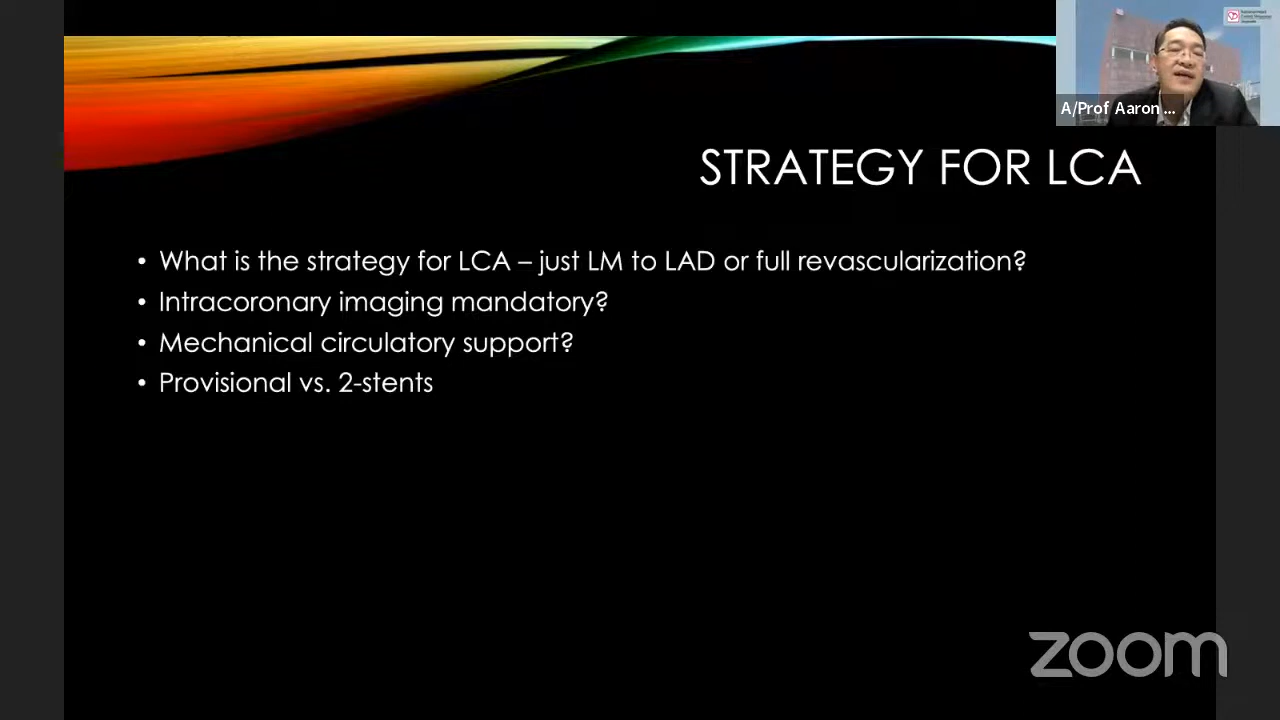 A/Prof Aaron ...
STRATEGY FOR LCA
• What is the strategy for LCA – just LM to LAD or full revascularization?
• Intracoronary imaging mandatory?
• Mechanical circulatory support?
• Provisional vs. 2-stents
zoom